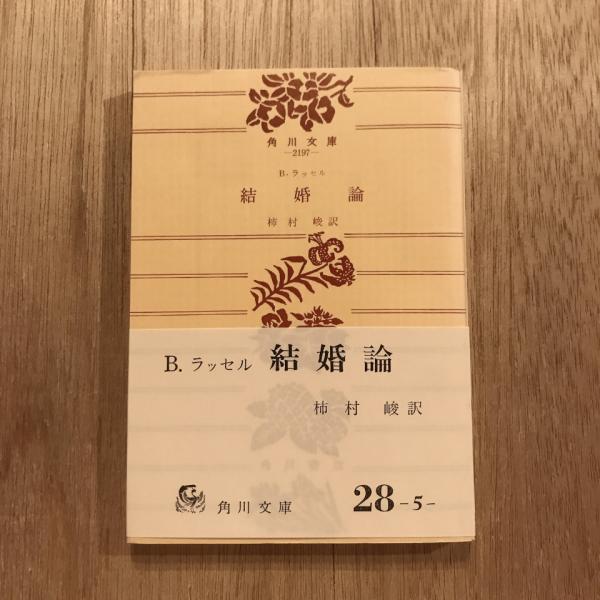 角川文庫
—2197—
B・ラッセル
結婚論
柿村 峻訳
B. ラッセル 結婚論
柿村 峻訳
角川文庫 28-5-